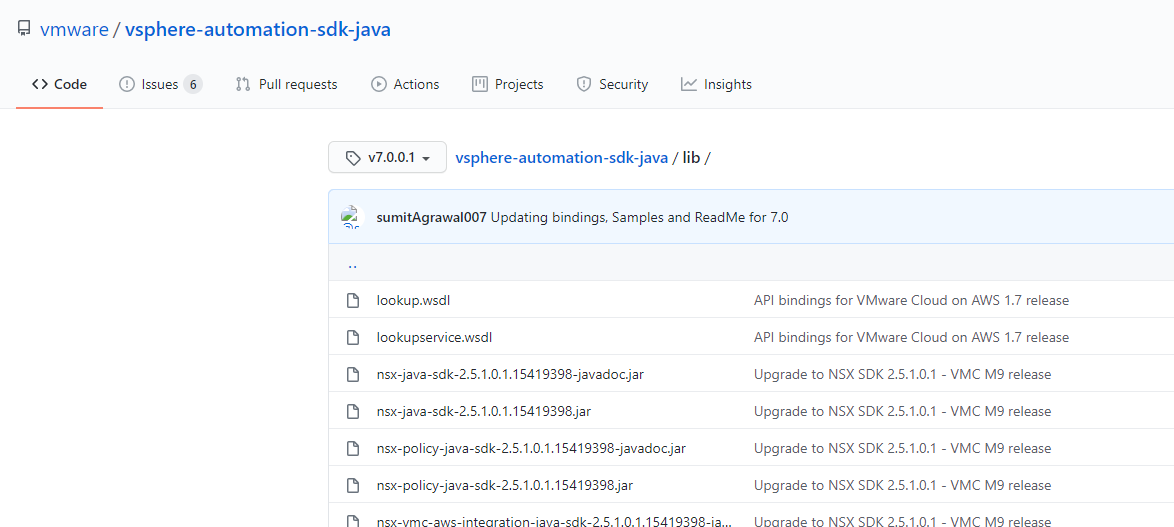 vmware / vsphere-automation-sdk-java
Code Issues 6 Pull requests Actions Projects Security Insights
v7.0.0.1 vsphere-automation-sdk-java / lib /
sumitAgrawal007 Updating bindings, Samples and ReadMe for 7.0
..
lookup.wsdl API bindings for VMware Cloud on AWS 1.7 release
lookupservice.wsdl API bindings for VMware Cloud on AWS 1.7 release
nsx-java-sdk-2.5.1.0.1.15419398-javadoc.jar Upgrade to NSX SDK 2.5.1.0.1 - VMC M9 release
nsx-java-sdk-2.5.1.0.1.15419398.jar Upgrade to NSX SDK 2.5.1.0.1 - VMC M9 release
nsx-policy-java-sdk-2.5.1.0.1.15419398-javadoc.jar Upgrade to NSX SDK 2.5.1.0.1 - VMC M9 release
nsx-policy-java-sdk-2.5.1.0.1.15419398.jar Upgrade to NSX SDK 2.5.1.0.1 - VMC M9 release
nsx-vmc-aws-integration-java-sdk-2.5.1.0.1.15419398-ja... Upgrade to NSX SDK 2.5.1.0.1 - VMC M9 release